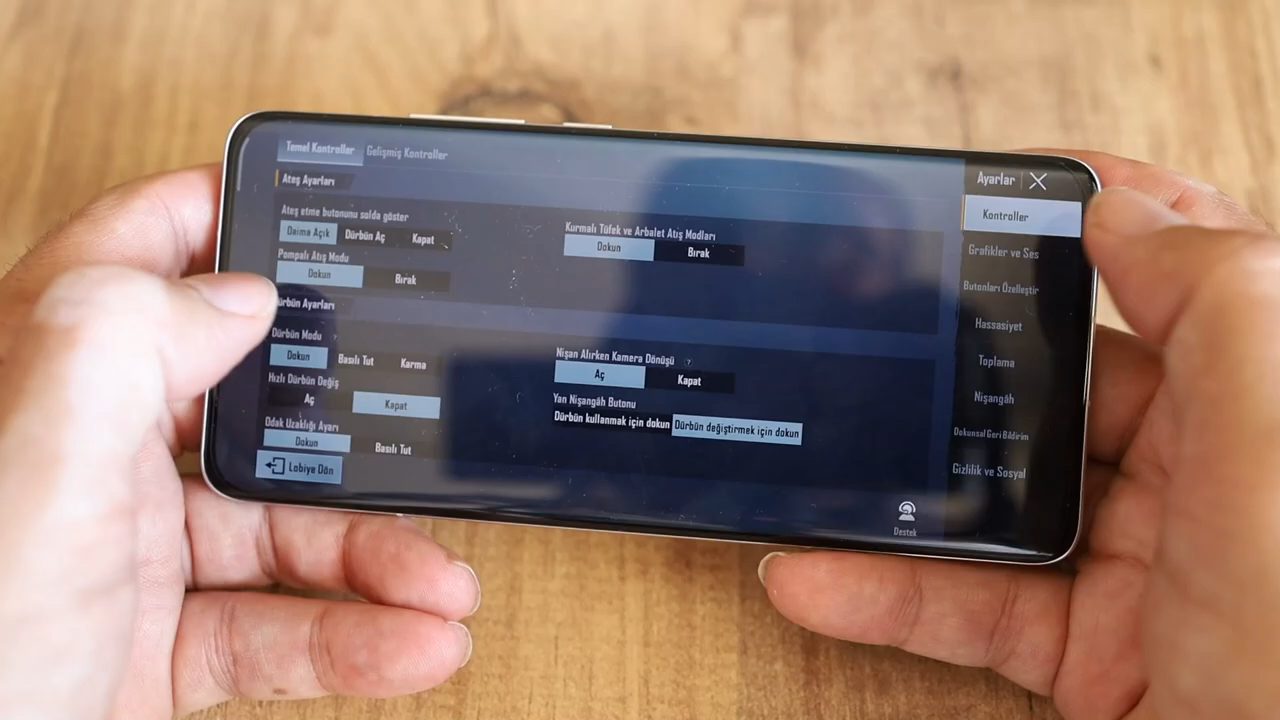 Temel Kontroller Gelişmiş Kontroller
Ateş Ayarları
Ateş etme butonunu solda göster
Daima Açık Dürbün Aç Kapat
Pompalı Atış Modu
Dokun Bırak
Kurmalı Tüfek ve Arbalet Atış Modları
Dokun Bırak
Dürbün Ayarları
Dürbün Modu ?
Dokun Basılı Tut Karma
Hızlı Dürbün Değiş
Aç Kapat
Odak Uzaklığı Ayarı
Dokun Basılı Tut
Nişan Alırken Kamera Dönüşü ?
Aç Kapat
Yan Nişangâh Butonu
Dürbün kullanmak için dokun Dürbün değiştirmek için dokun
Lobiye Dön
Destek
Ayarlar
Kontroller
Grafikler ve Ses
Butonları Özelleştir
Hassasiyet
Toplama
Nişangâh
Dokunsal Geri Bildirim
Gizlilik ve Sosyal